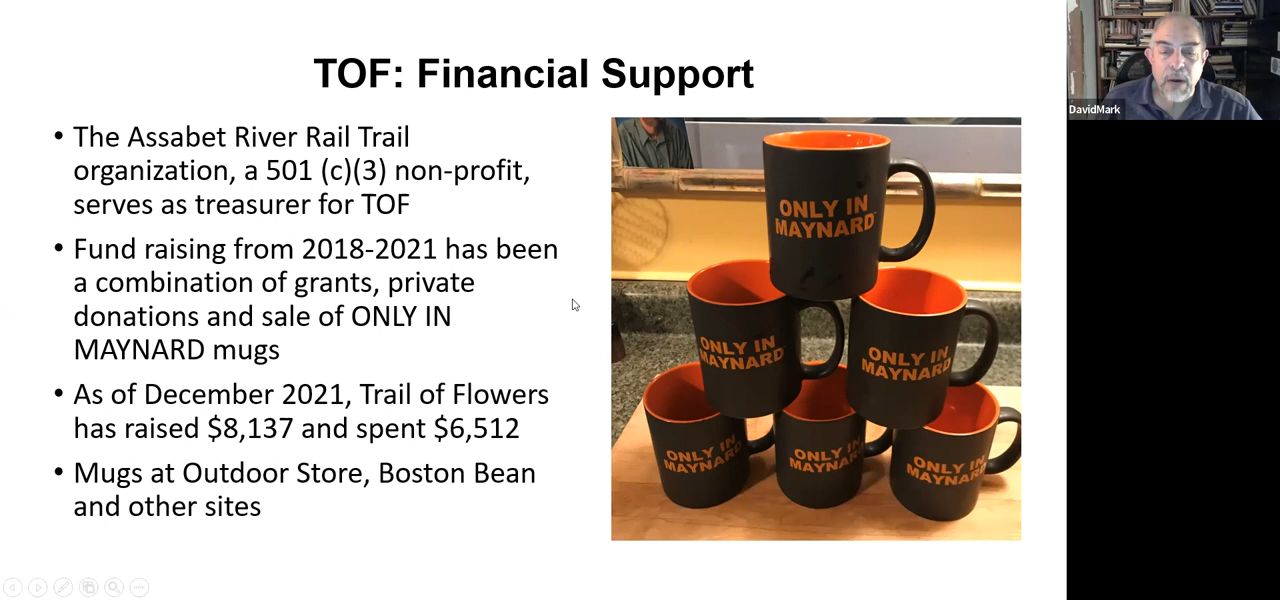 TOF: Financial Support
• The Assabet River Rail Trail
organization, a 501 (c)(3) non-profit,
serves as treasurer for TOF
• Fund raising from 2018-2021 has been
a combination of grants, private
donations and sale of ONLY IN
MAYNARD mugs
• As of December 2021, Trail of Flowers
has raised $8,137 and spent $6,512
• Mugs at Outdoor Store, Boston Bean
and other sites
ONLY IN
MAYNARD
ONLY IN
MAYNARD
ONLY IN
MAYNARD
ONLY IN
MAYNARD
ONLY IN
MAYNARD
ONLY IN
MAYNARD
DavidMark